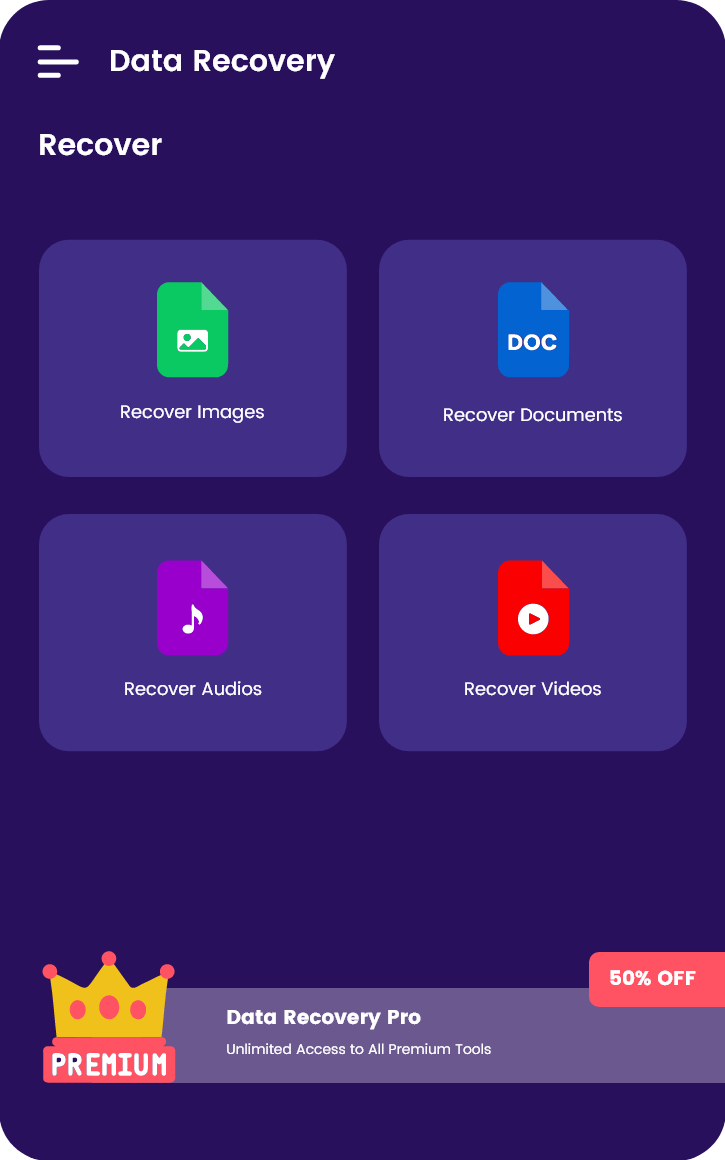 Data Recovery
Recover
DOC
Recover Images
Recover Documents
Recover Audios
Recover Videos
50% OFF
Data Recovery Pro
Unlimited Access to All Premium Tools
PREMIUM